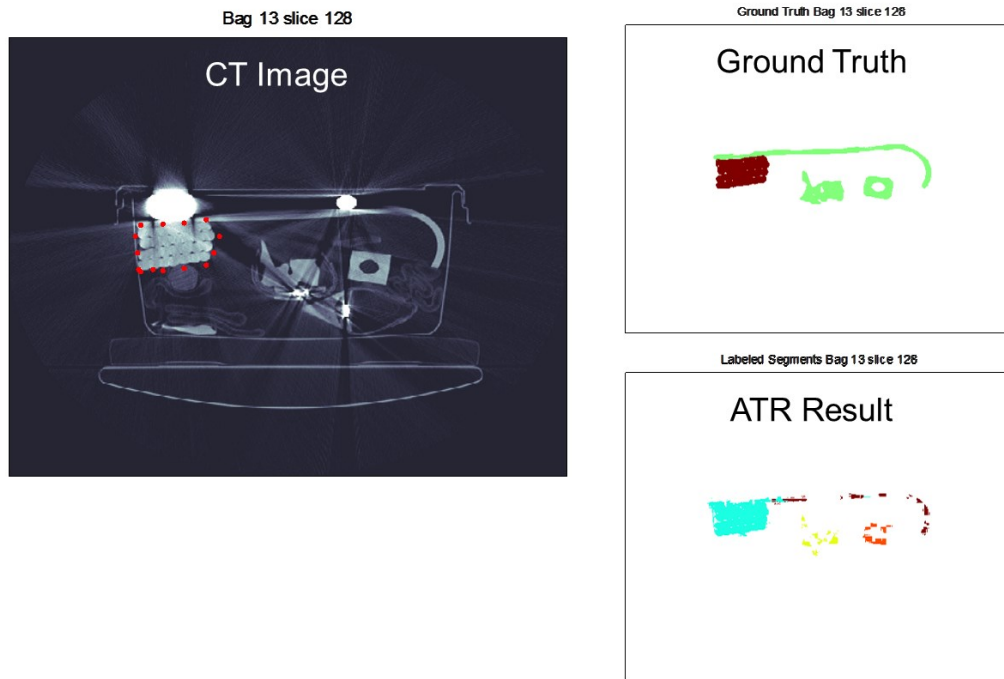 Bag 13 slice 128
CT Image
Ground Truth Bag 13 slice 128
Ground Truth
Labeled Segments Bag 13 slice 128
ATR Result